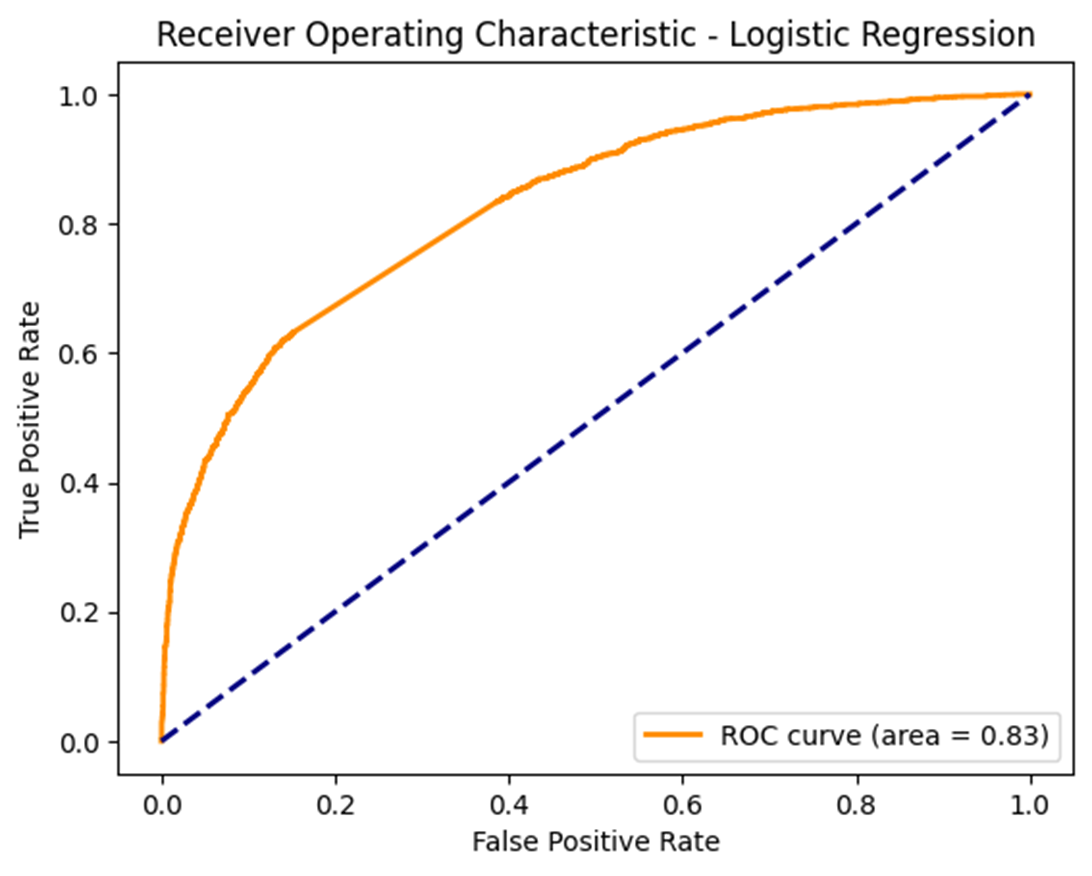 Receiver Operating Characteristic - Logistic Regression
True Positive Rate
1.0
0.8
0.6
0.4
0.2
0.0
ROC curve (area = 0.83)
0.0 0.2 0.4 0.6 0.8 1.0
False Positive Rate